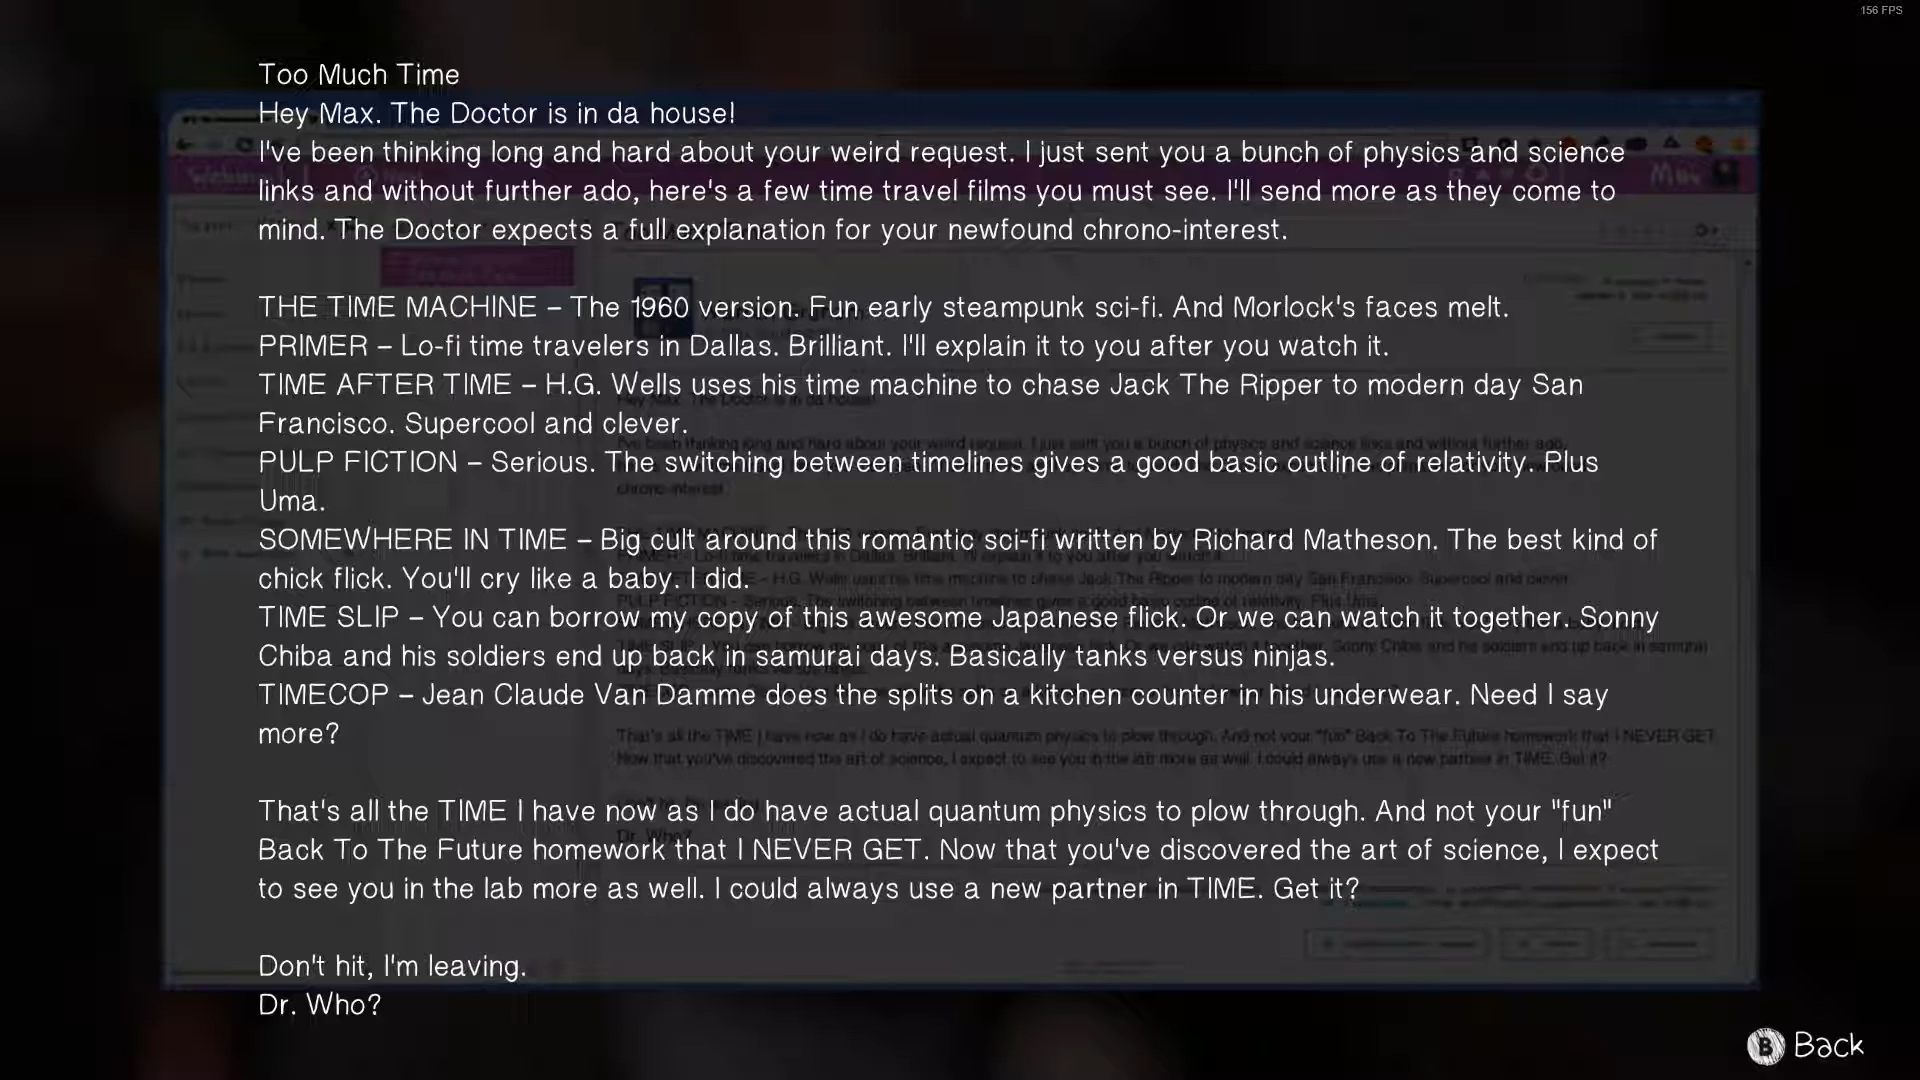 156 FPS
Too Much Time
Hey Max. The Doctor is in da house!
I've been thinking long and hard about your weird request. I just sent you a bunch of physics and science
links and without further ado, here's a few time travel films you must see. I'll send more as they come to
mind. The Doctor expects a full explanation for your newfound chrono-interest.
THE TIME MACHINE – The 1960 version. Fun early steampunk sci-fi. And Morlock's faces melt.
PRIMER – Lo-fi time travelers in Dallas. Brilliant. I'll explain it to you after you watch it.
TIME AFTER TIME – H.G. Wells uses his time machine to chase Jack The Ripper to modern day San
Francisco. Supercool and clever.
PULP FICTION – Serious. The switching between timelines gives a good basic outline of relativity. Plus
Uma.
SOMEWHERE IN TIME – Big cult around this romantic sci-fi written by Richard Matheson. The best kind of
chick flick. You'll cry like a baby. I did.
TIME SLIP – You can borrow my copy of this awesome Japanese flick. Or we can watch it together. Sonny
Chiba and his soldiers end up back in samurai days. Basically tanks versus ninjas.
TIMECOP – Jean Claude Van Damme does the splits on a kitchen counter in his underwear. Need I say
more?
That's all the TIME I have now as I do have actual quantum physics to plow through. And not your "fun"
Back To The Future homework that I NEVER GET. Now that you've discovered the art of science, I expect
to see you in the lab more as well. I could always use a new partner in TIME. Get it?
Don't hit, I'm leaving.
Dr. Who?
B Back